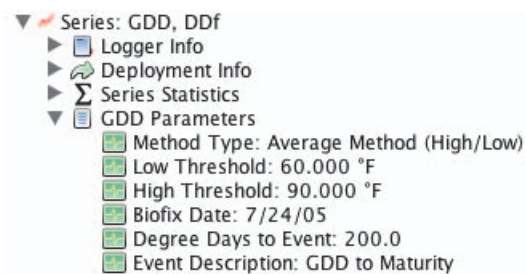 Series: GDD, DDf
Logger Info
Deployment Info
Series Statistics
GDD Parameters
Method Type: Average Method (High/Low)
Low Threshold: 60.000 °F
High Threshold: 90.000 °F
Biofix Date: 7/24/05
Degree Days to Event: 200.0
Event Description: GDD to Maturity